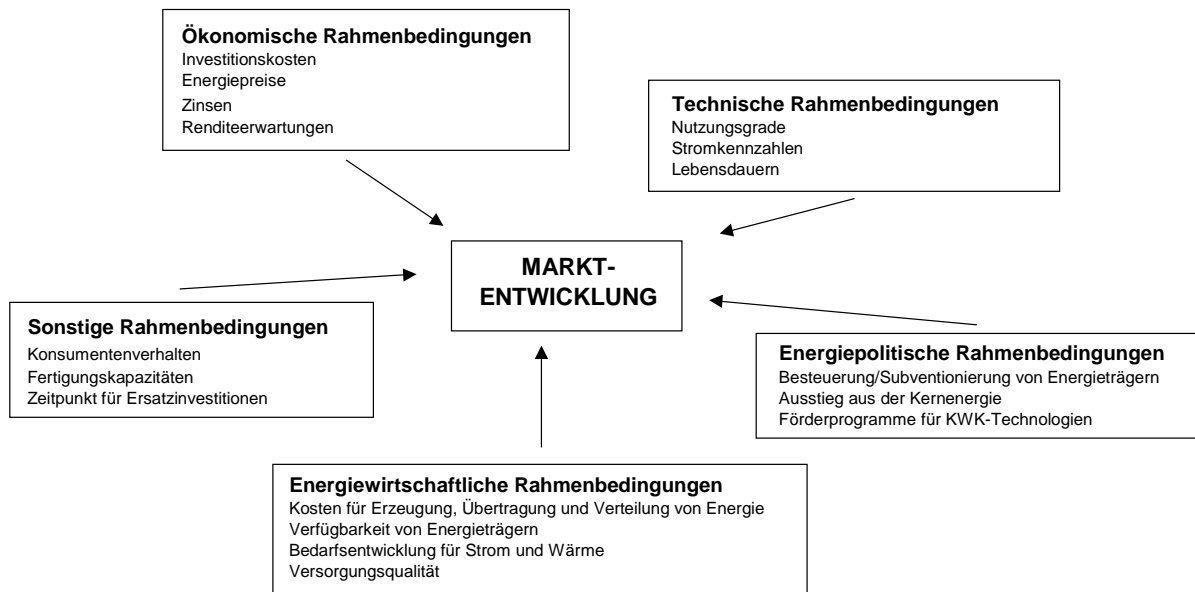 Ökonomische Rahmenbedingungen
Investitionskosten
Energiepreise
Zinsen
Renditeerwartungen
Technische Rahmenbedingungen
Nutzungsgrade
Stromkennzahlen
Lebensdauern
MARKT-
ENTWICKLUNG
Sonstige Rahmenbedingungen
Konsumentenverhalten
Fertigungskapazitäten
Zeitpunkt für Ersatzinvestitionen
Energiepolitische Rahmenbedingungen
Besteuerung/Subventionierung von Energieträgern
Ausstieg aus der Kernenergie
Förderprogramme für KWK-Technologien
Energiewirtschaftliche Rahmenbedingungen
Kosten für Erzeugung, Übertragung und Verteilung von Energie
Verfügbarkeit von Energieträgern
Bedarfsentwicklung für Strom und Wärme
Versorgungsqualität